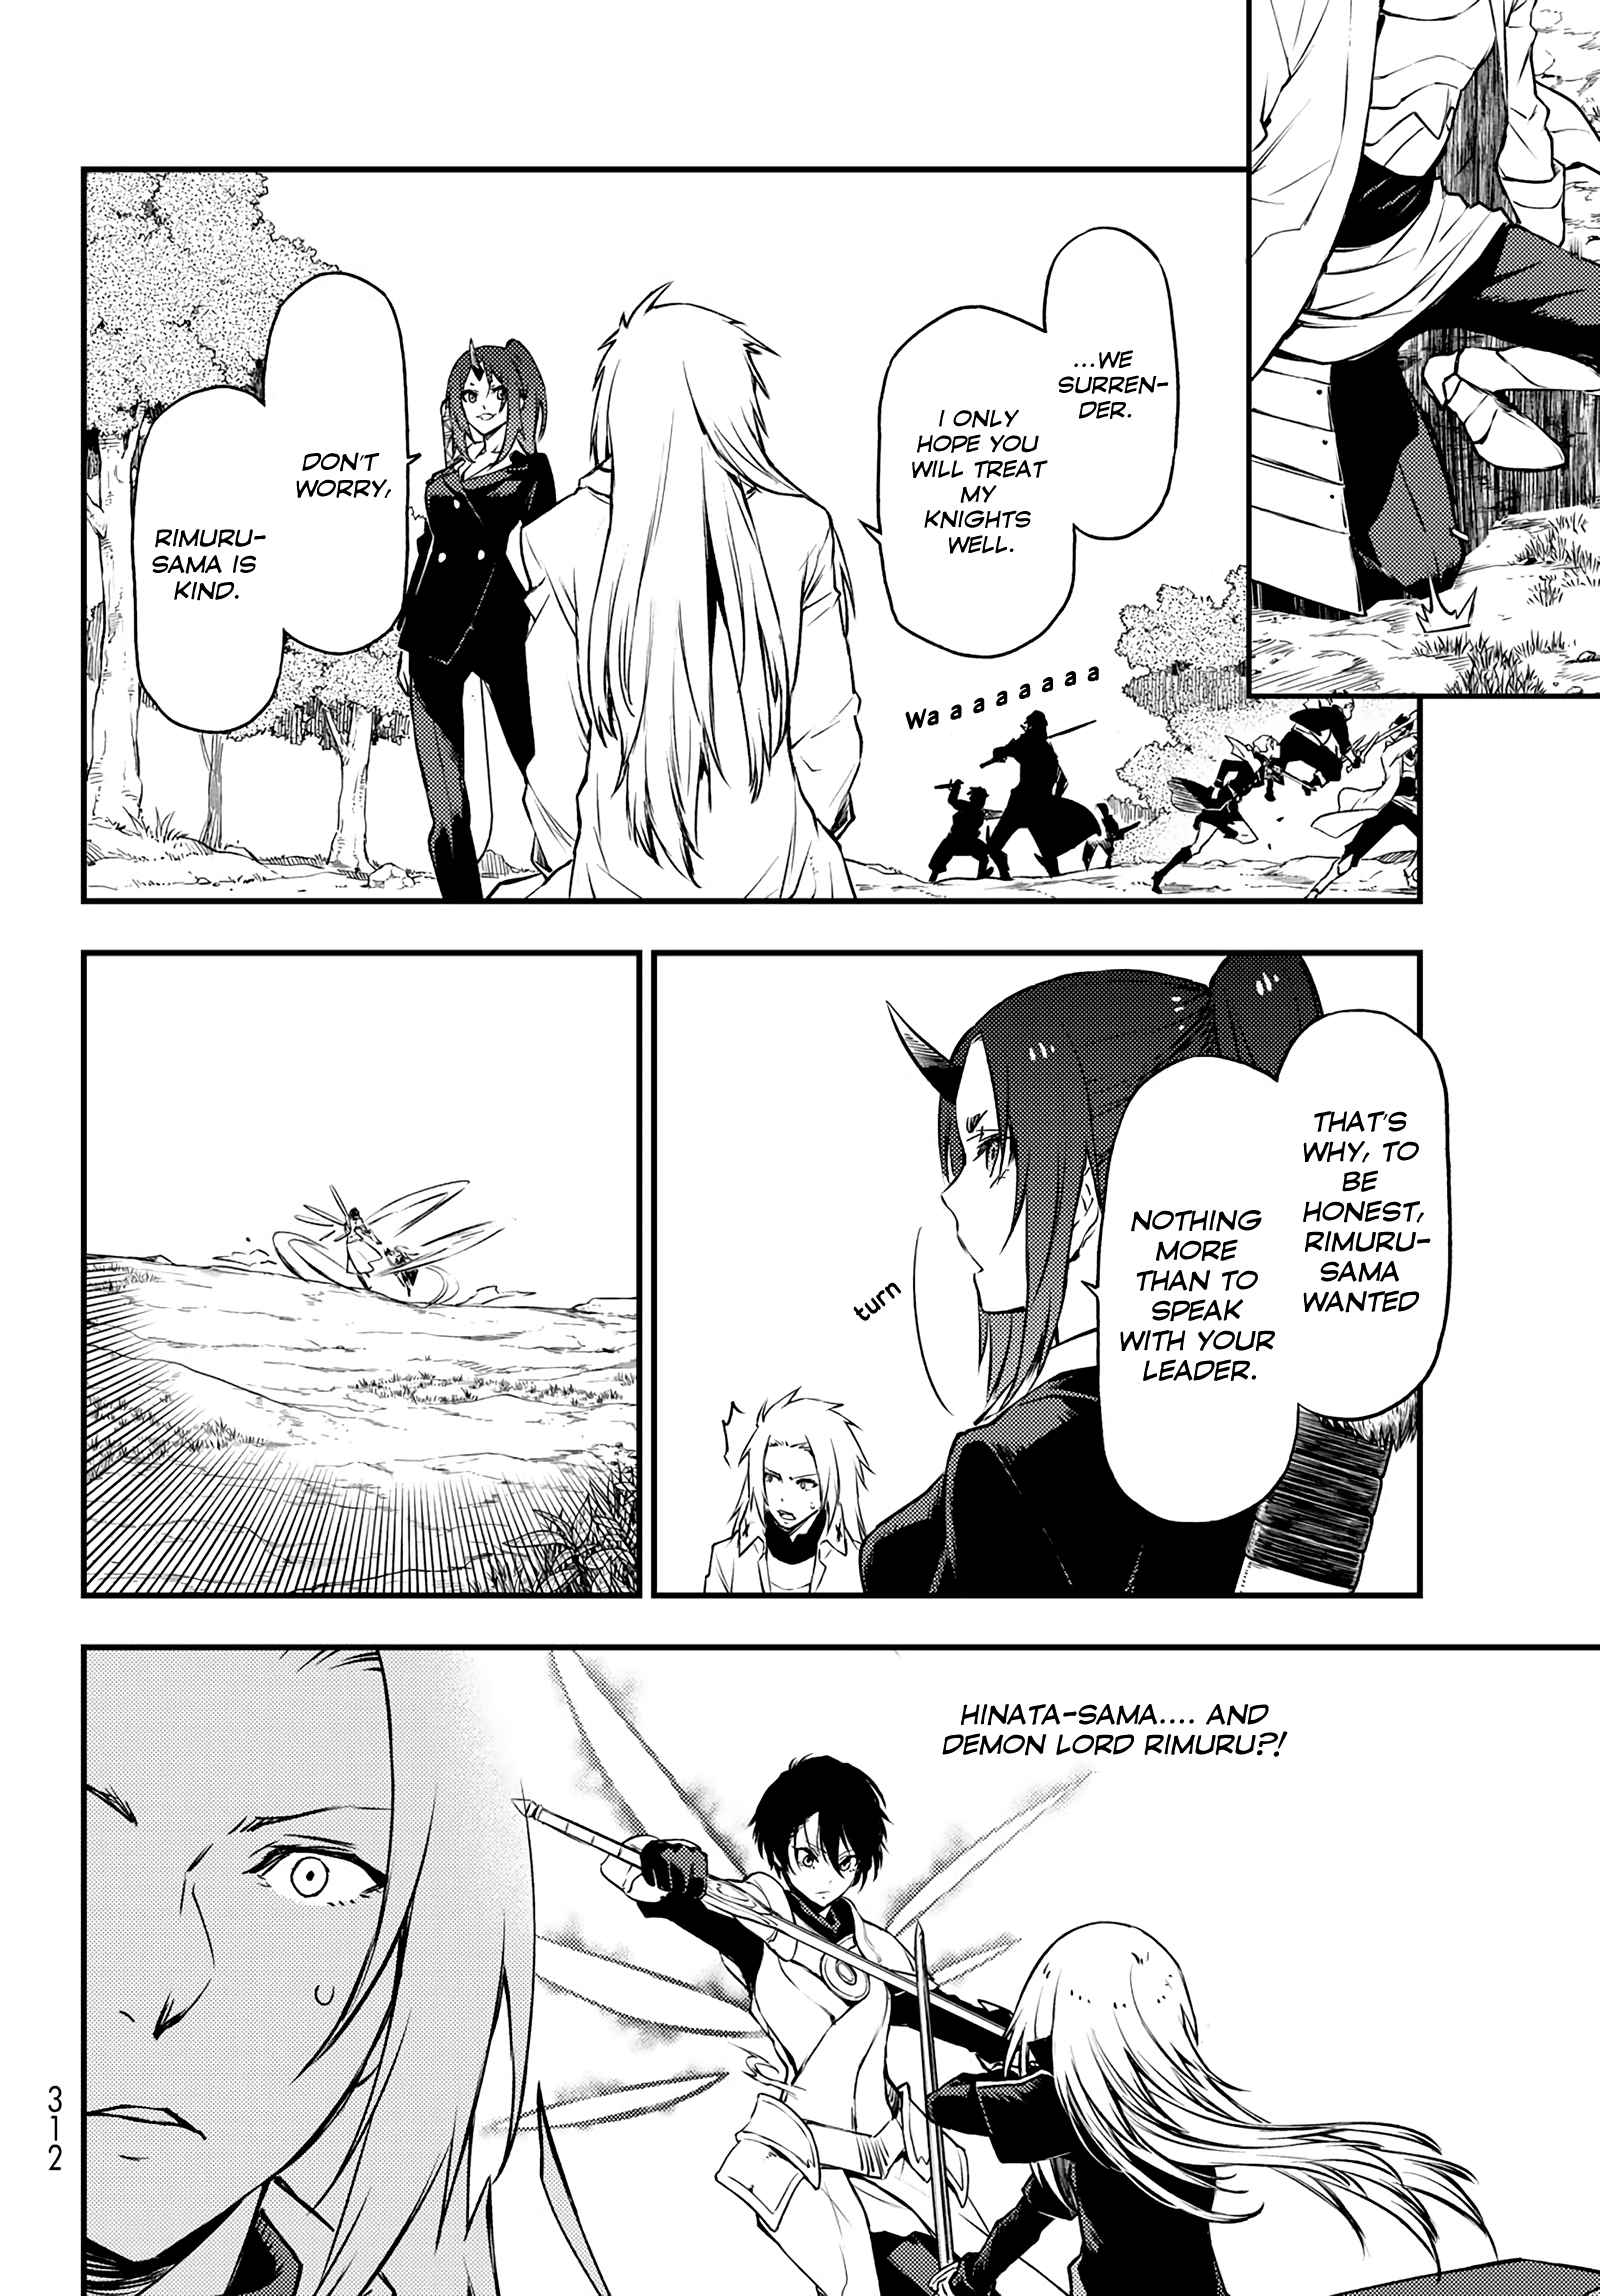 ...WE
SURREN-
DER.
I ONLY
HOPE YOU
WILL TREAT
MY
KNIGHTS
WELL.
DON'T
WORRY,
RIMURU-
SAMA IS
KIND.
Wa a a a a a a
THAT'S
WHY, TO
BE
HONEST,
RIMURU-
SAMA
WANTED
NOTHING
MORE
THAN TO
SPEAK
WITH YOUR
LEADER.
turn
HINATA-SAMA.... AND
DEMON LORD RIMURU?!
312